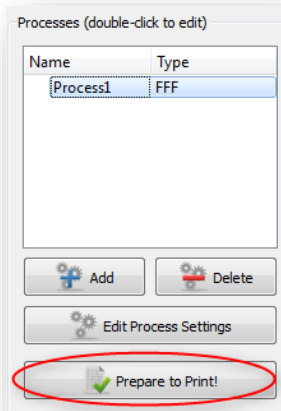 Processes (double-click to edit)
Name Type
Process1 FFF
Add Delete
Edit Process Settings
Prepare to Print!